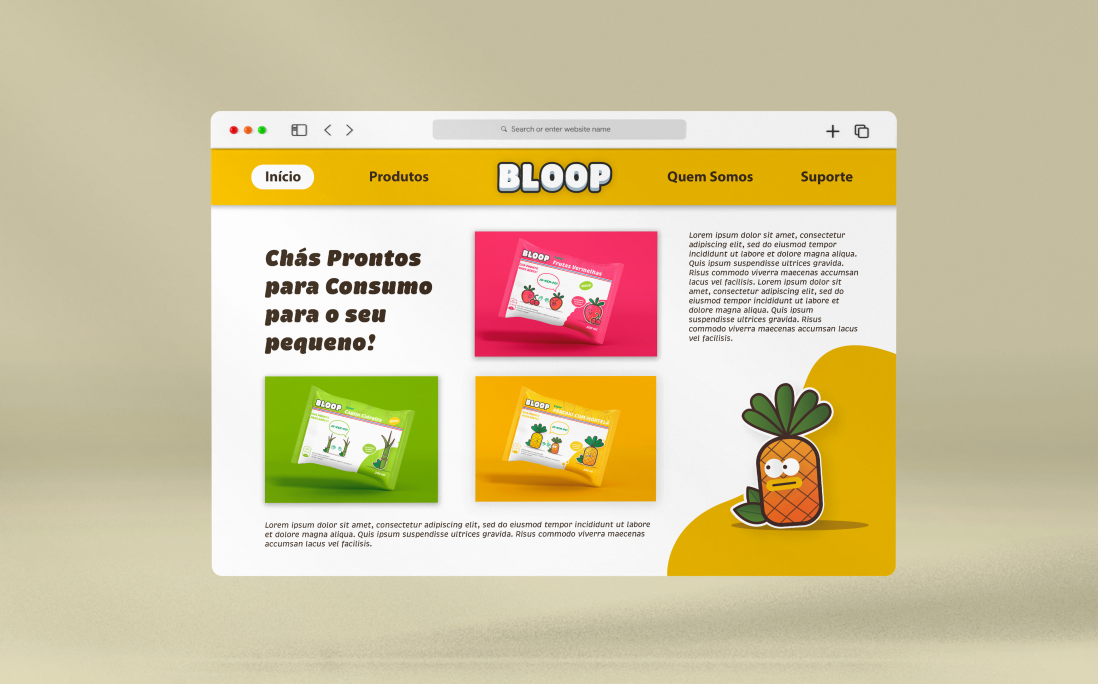 Search or enter website name
Início
Produtos
BLOOP
Quem Somos
Suporte
Chás Prontos
para Consumo
para o seu
pequeno!
BLOOP
Frutas Vermelhas
Lorem ipsum dolor sit amet, consectetur
adipiscing elit, sed do eiusmod tempor
incididunt ut labore et dolore magna aliqua.
Quis ipsum suspendisse ultrices gravida.
Risus commodo viverra maecenas accumsan
lacus vel facilisis. Lorem ipsum dolor sit
amet, consectetur adipiscing elit, sed do
eiusmod tempor incididunt ut labore et
dolore magna aliqua. Quis ipsum
suspendisse ultrices gravida. Risus
commodo viverra maecenas accumsan lacus
vel facilisis.
BLOOP
BLOOP
Lorem ipsum dolor sit amet, consectetur adipiscing elit, sed do eiusmod tempor incididunt ut labore
et dolore magna aliqua. Quis ipsum suspendisse ultrices gravida. Risus commodo viverra maecenas
accumsan lacus vel facilisis.